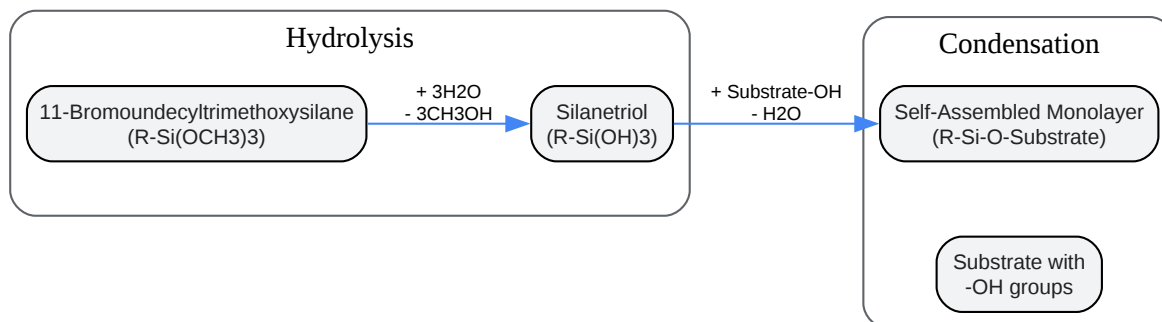 Hydrolysis
11-Bromoundecyltrimethoxysilane
(R-Si(OCH3)3)
+ 3H2O
- 3CH3OH
Silanetriol
(R-Si(OH)3)
+ Substrate-OH
- H2O
Condensation
Self-Assembled Monolayer
(R-Si-O-Substrate)
Substrate with
-OH groups